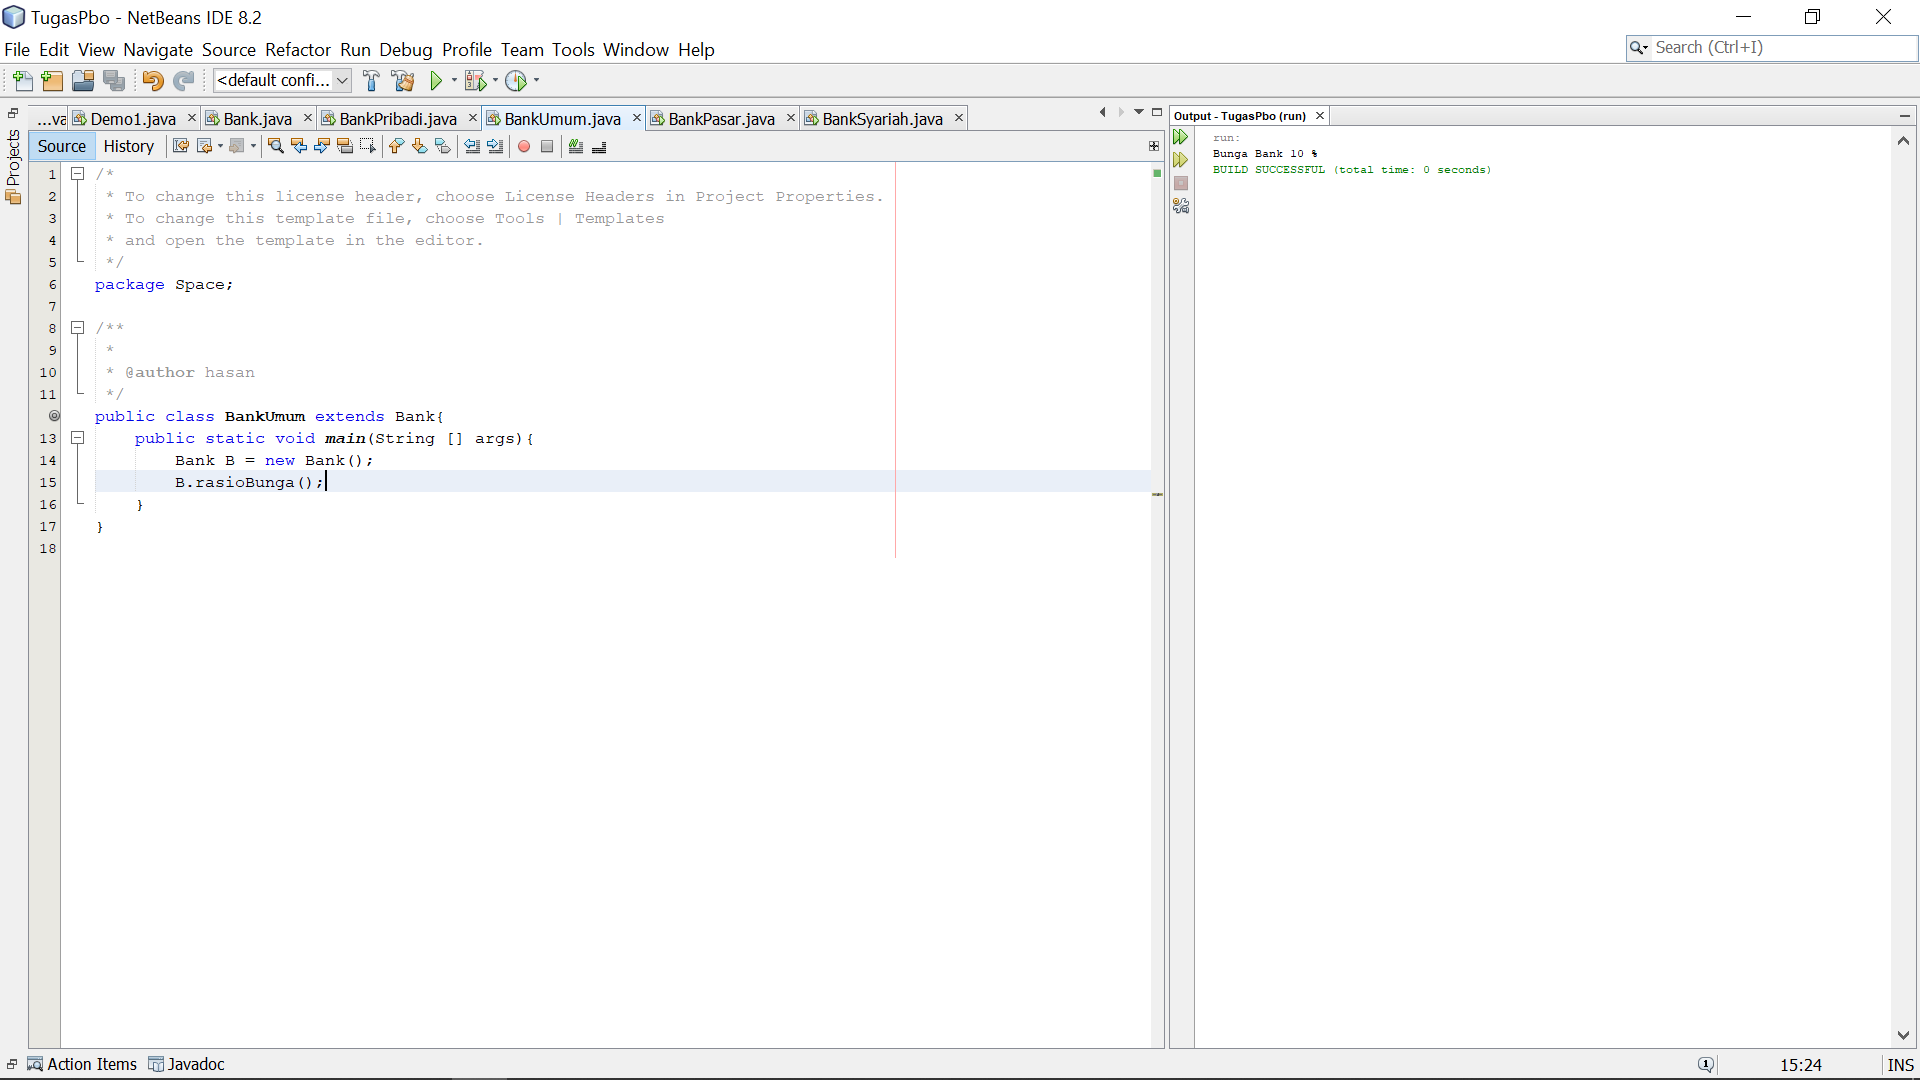 TugasPbo - NetBeans IDE 8.2
File Edit View Navigate Source Refactor Run Debug Profile Team Tools Window Help
Search (Ctrl+I)
<default confi...
...va Demo1.java Bank.java BankPribadi.java BankUmum.java BankPasar.java BankSyariah.java
Source History
Projects
1 /*
2 * To change this license header, choose License Headers in Project Properties.
3 * To change this template file, choose Tools | Templates
4 * and open the template in the editor.
5 */
6 package Space;
7
8 /**
9 *
10 * @author hasan
11 */
public class BankUmum extends Bank{
13 public static void main(String [] args){
14 Bank B = new Bank();
15 B.rasioBunga();
16 }
17 }
18
Output - TugasPbo (run)
run:
Bunga Bank 10 %
BUILD SUCCESSFUL (total time: 0 seconds)
Action Items Javadoc
1 15:24 INS